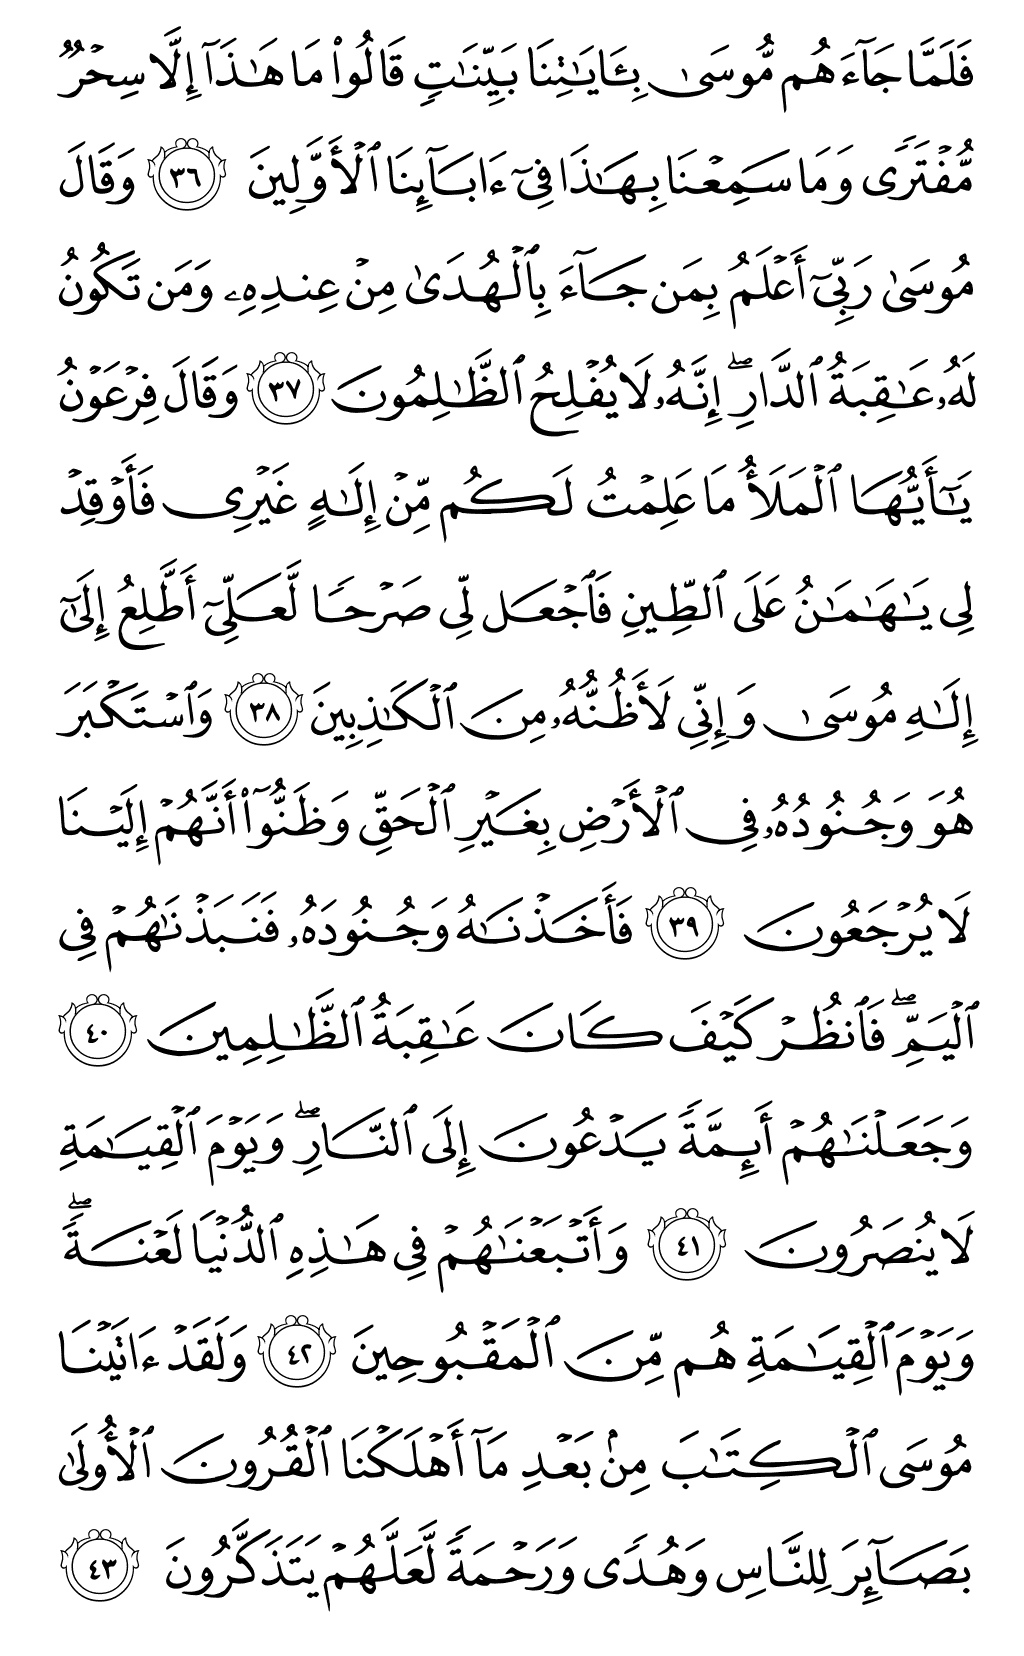 فَلَمَّا جَآءَهُم مُّوسَىٰ بِـَٔايَٰتِنَا بَيِّنَٰتٍ قَالُوا۟ مَا هَٰذَآ إِلَّا سِحْرٌ
مُّفْتَرًى وَمَا سَمِعْنَا بِهَٰذَا فِىٓ ءَابَآئِنَا ٱلْأَوَّلِينَ ٣٦ وَقَالَ
مُوسَىٰ رَبِّىٓ أَعْلَمُ بِمَن جَآءَ بِٱلْهُدَىٰ مِنْ عِندِهِۦ وَمَن تَكُونُ
لَهُۥ عَٰقِبَةُ ٱلدَّارِ ۖ إِنَّهُۥ لَا يُفْلِحُ ٱلظَّٰلِمُونَ ٣٧ وَقَالَ فِرْعَوْنُ
يَٰٓأَيُّهَا ٱلْمَلَأُ مَا عَلِمْتُ لَكُم مِّنْ إِلَٰهٍ غَيْرِى فَأَوْقِدْ
لِى يَٰهَٰمَٰنُ عَلَى ٱلطِّينِ فَٱجْعَل لِّى صَرْحًا لَّعَلِّىٓ أَطَّلِعُ إِلَىٰٓ
إِلَٰهِ مُوسَىٰ وَإِنِّى لَأَظُنُّهُۥ مِنَ ٱلْكَٰذِبِينَ ٣٨ وَٱسْتَكْبَرَ
هُوَ وَجُنُودُهُۥ فِى ٱلْأَرْضِ بِغَيْرِ ٱلْحَقِّ وَظَنُّوٓا۟ أَنَّهُمْ إِلَيْنَا
لَا يُرْجَعُونَ ٣٩ فَأَخَذْنَٰهُ وَجُنُودَهُۥ فَنَبَذْنَٰهُمْ فِى
ٱلْيَمِّ ۖ فَٱنظُرْ كَيْفَ كَانَ عَٰقِبَةُ ٱلظَّٰلِمِينَ ٤٠
وَجَعَلْنَٰهُمْ أَئِمَّةً يَدْعُونَ إِلَى ٱلنَّارِ ۖ وَيَوْمَ ٱلْقِيَٰمَةِ
لَا يُنصَرُونَ ٤١ وَأَتْبَعْنَٰهُمْ فِى هَٰذِهِ ٱلدُّنْيَا لَعْنَةً ۖ
وَيَوْمَ ٱلْقِيَٰمَةِ هُم مِّنَ ٱلْمَقْبُوحِينَ ٤٢ وَلَقَدْ ءَاتَيْنَا
مُوسَى ٱلْكِتَٰبَ مِنۢ بَعْدِ مَآ أَهْلَكْنَا ٱلْقُرُونَ ٱلْأُولَىٰ
بَصَآئِرَ لِلنَّاسِ وَهُدًى وَرَحْمَةً لَّعَلَّهُمْ يَتَذَكَّرُونَ ٤٣